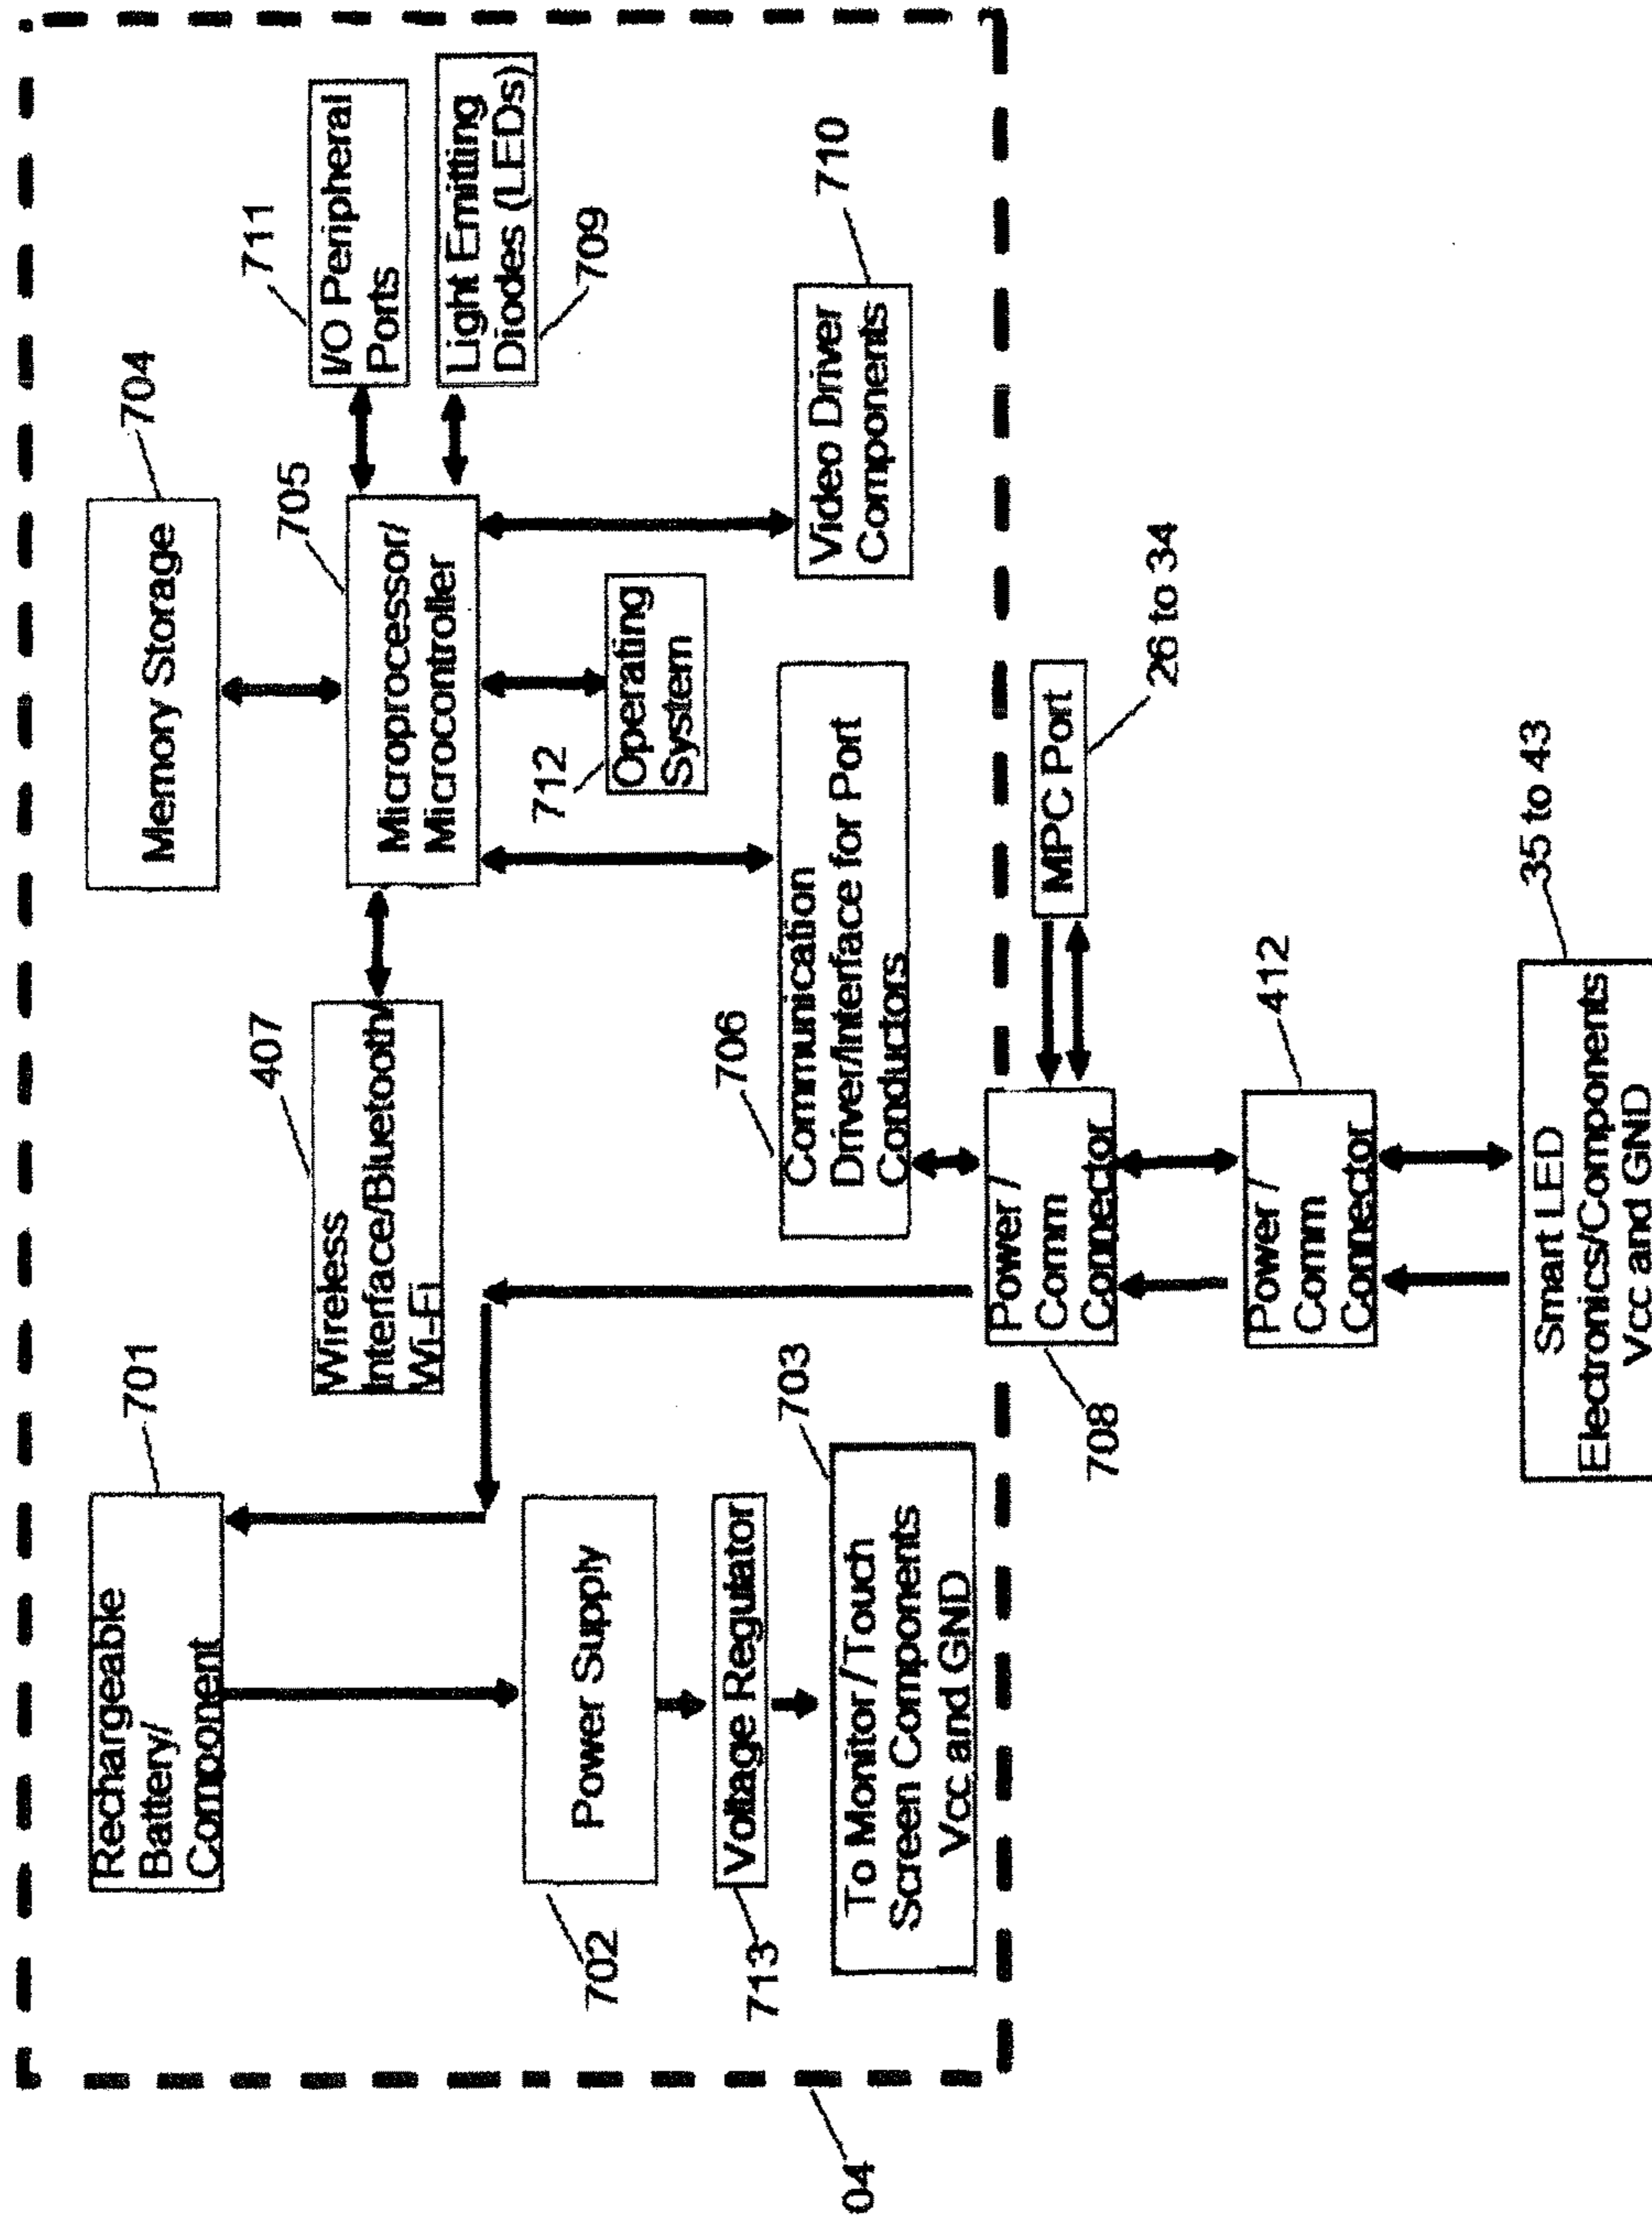 Rechargeable
Battery/
Component
701
Memory Storage
704
Wireless
Interface/Bluetooth/
Wi-Fi
407
Microprocessor/
Microcontroller
705
I/O Peripheral
Ports
711
Light Emitting
Diodes (LEDs)
709
Power Supply
702
Operating
System
712
Voltage Regulator
713
To Monitor/Touch
Screen Components
Vcc and GND
703
Communication
Driver/Interface for Port
Conductors
706
Video Driver
Components
710
04
Power /
Comm
Connector
708
MPC Port
26 to 34
Power /
Comm
Connector
412
Smart LED
Electronics/Components
Vcc and GND
35 to 43